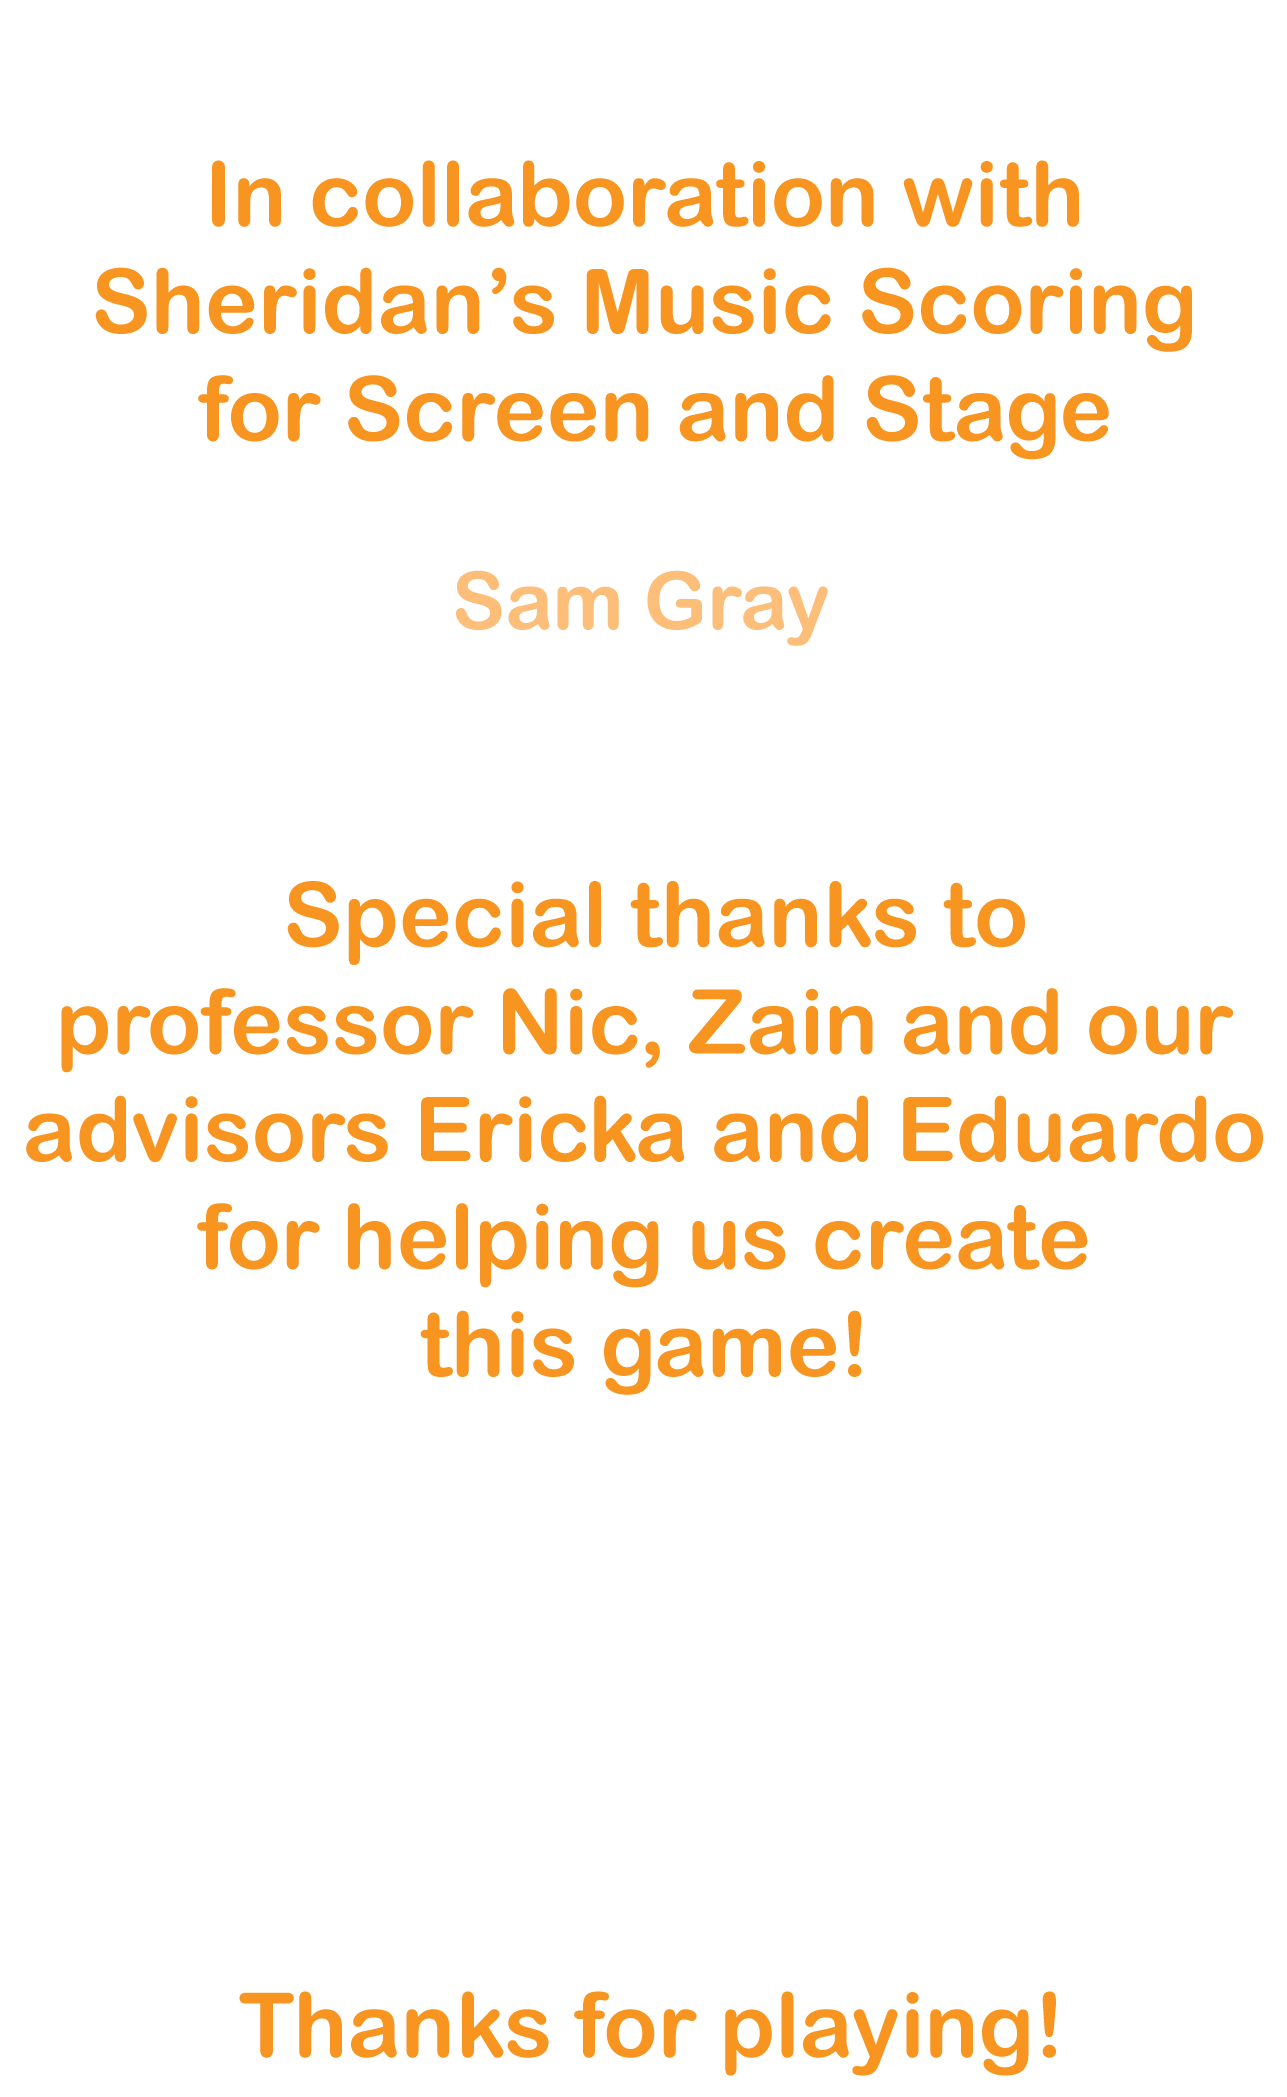 In collaboration with
Sheridan’s Music Scoring
for Screen and Stage
Sam Gray
Special thanks to
professor Nic, Zain and our
advisors Ericka and Eduardo
for helping us create
this game!
Thanks for playing!